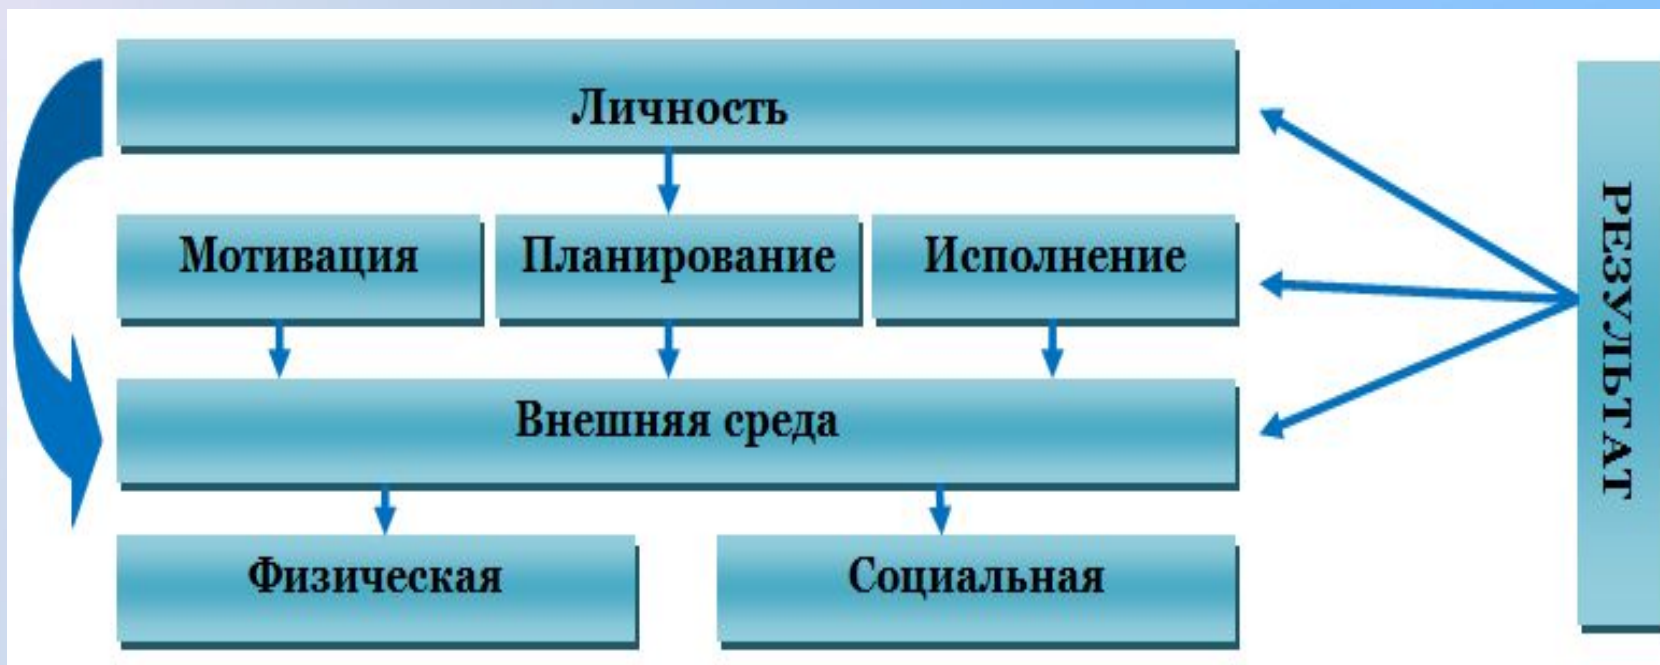 Личность
Мотивация
Планирование
Исполнение
Внешняя среда
Физическая
Социальная
РЕЗУЛЬТАТ